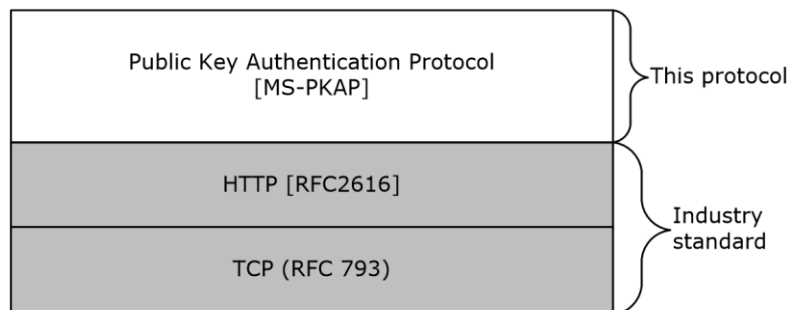 Public Key Authentication Protocol
[MS-PKAP]
This protocol
HTTP [RFC2616]
TCP (RFC 793)
Industry
standard